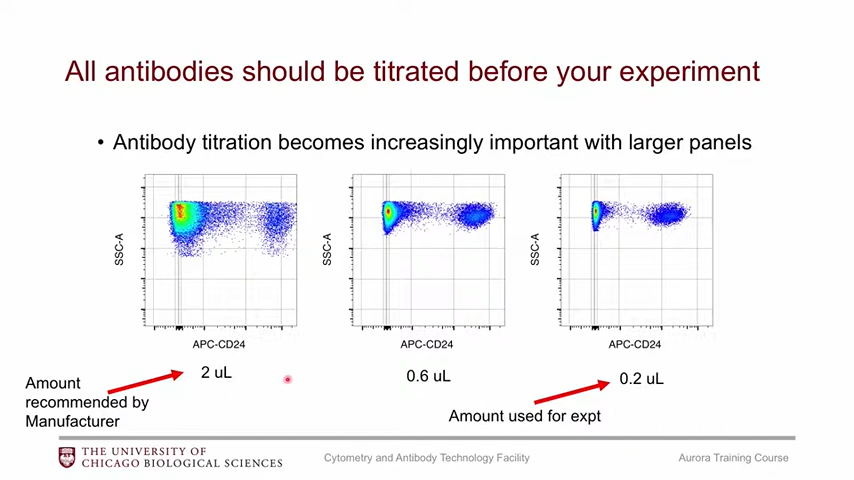 All antibodies should be titrated before your experiment
• Antibody titration becomes increasingly important with larger panels
SSC-A
APC-CD24
SSC-A
APC-CD24
SSC-A
APC-CD24
2 uL
0.6 uL
0.2 uL
Amount
recommended by
Manufacturer
Amount used for expt
THE UNIVERSITY OF
CHICAGO BIOLOGICAL SCIENCES
Cytometry and Antibody Technology Facility
Aurora Training Course